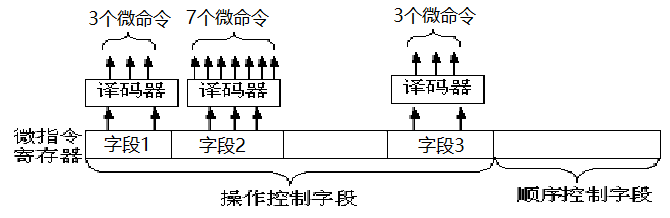 3个微命令 7个微命令 3个微命令
译码器 译码器 译码器
微指令
寄存器
字段1 字段2 字段3
操作控制字段 顺序控制字段